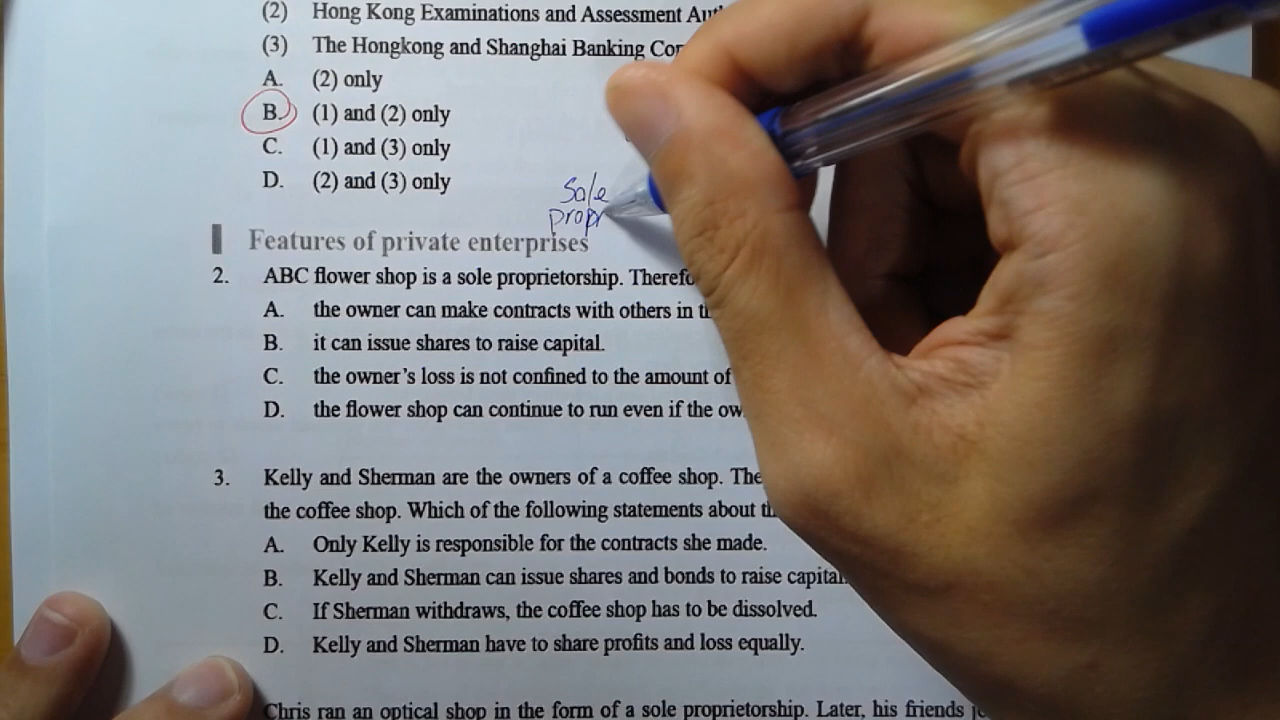 (2) Hong Kong Examinations and Assessment
(3) The Hongkong and Shanghai Banking
A. (2) only
B. (1) and (2) only
C. (1) and (3) only
D. (2) and (3) only
Sole
propr
Features of private enterprises
2. ABC flower shop is a sole proprietorship.
A. the owner can make contracts with others in
B. it can issue shares to raise capital.
C. the owner's loss is not confined to the amount of
D. the flower shop can continue to run even if the
3. Kelly and Sherman are the owners of a coffee shop.
the coffee shop. Which of the following statements about
A. Only Kelly is responsible for the contracts she made.
B. Kelly and Sherman can issue shares and bonds to raise capital.
C. If Sherman withdraws, the coffee shop has to be dissolved.
D. Kelly and Sherman have to share profits and loss equally.
Chris ran an optical shop in the form of a sole proprietorship. Later, his friends